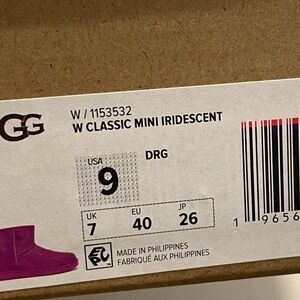 GG
W / 1153532
W CLASSIC MINI IRIDESCENT
USA
9
DRG
UK
7
EU
40
JP
26
1 9656
MADE IN PHILIPPINES
FABRIQUÉ AUX PHILIPPINES